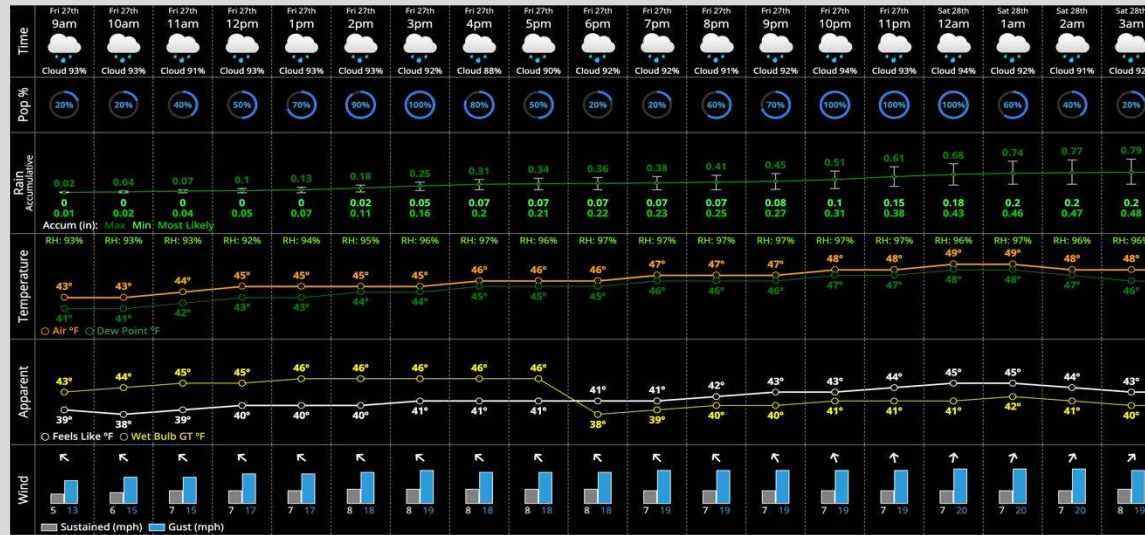 Time
Fri 27th Fri 27th Fri 27th Fri 27th Fri 27th Fri 27th Fri 27th Fri 27th Fri 27th Fri 27th Fri 27th Fri 27th Fri 27th Fri 27th Fri 27th Sat 28th Sat 28th Sat 28th Sat 28th
9am 10am 11am 12pm 1pm 2pm 3pm 4pm 5pm 6pm 7pm 8pm 9pm 10pm 11pm 12am 1am 2am 3am
Cloud 93% Cloud 93% Cloud 91% Cloud 93% Cloud 93% Cloud 93% Cloud 92% Cloud 88% Cloud 90% Cloud 92% Cloud 92% Cloud 91% Cloud 92% Cloud 94% Cloud 93% Cloud 94% Cloud 92% Cloud 91% Cloud 92
Pop %
20% 20% 40% 50% 70% 90% 100% 80% 50% 20% 20% 60% 70% 100% 100% 100% 60% 40% 20%
Rain
Accumulative
0.02 0.04 0.07 0.1 0.13 0.18 0.25 0.31 0.34 0.36 0.38 0.41 0.45 0.51 0.61 0.68 0.74 0.77 0.79
0 0 0 0 0 0.02 0.05 0.07 0.07 0.07 0.07 0.07 0.08 0.1 0.15 0.18 0.2 0.2 0.2
0.01 0.02 0.04 0.05 0.07 0.11 0.16 0.2 0.21 0.22 0.23 0.25 0.27 0.31 0.38 0.43 0.46 0.47 0.48
Accum (in): Max Min Most Likely
Temperature
RH: 93% RH: 93% RH: 93% RH: 92% RH: 94% RH: 95% RH: 96% RH: 97% RH: 96% RH: 97% RH: 97% RH: 97% RH: 97% RH: 97% RH: 97% RH: 96% RH: 97% RH: 96% RH: 96%
43° 43° 44° 45° 45° 45° 45° 46° 46° 46° 47° 47° 47° 48° 48° 49° 49° 48° 48°
41° 41° 42° 43° 43° 44° 44° 45° 45° 45° 46° 46° 46° 47° 47° 48° 48° 47° 46°
Air °F Dew Point °F
Apparent
43° 44° 45° 45° 46° 46° 46° 46° 46° 41° 41° 42° 43° 43° 44° 45° 45° 44° 43°
39° 38° 39° 40° 40° 40° 41° 41° 41° 38° 39° 40° 40° 41° 41° 41° 42° 41° 40°
Feels Like °F Wet Bulb GT °F
Wind
5 13 6 15 7 15 7 17 7 17 8 18 8 19 8 18 8 18 8 18 7 19 7 19 7 19 7 19 7 19 7 20 7 20 7 20 8 19
Sustained (mph) Gust (mph)